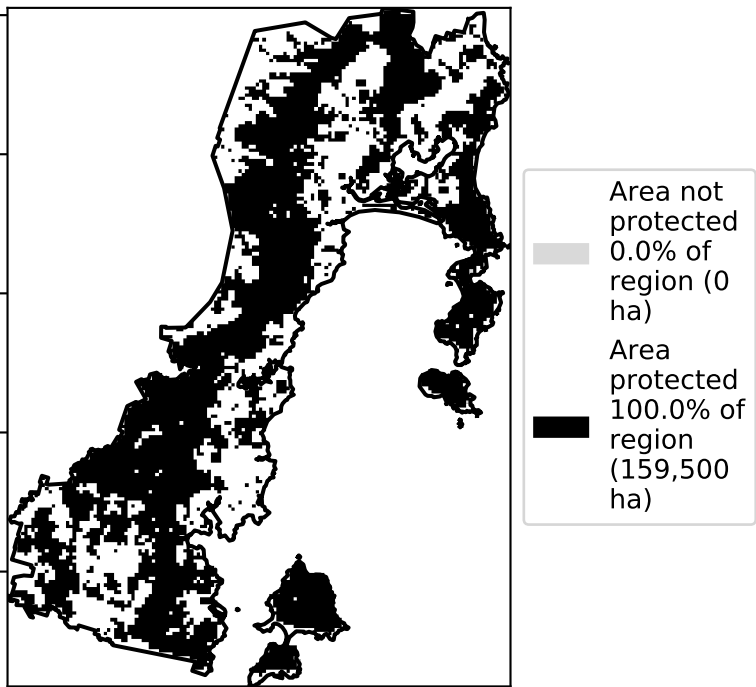 Area not
protected
0.0% of
region (0
ha)
Area
protected
100.0% of
region
(159,500
ha)